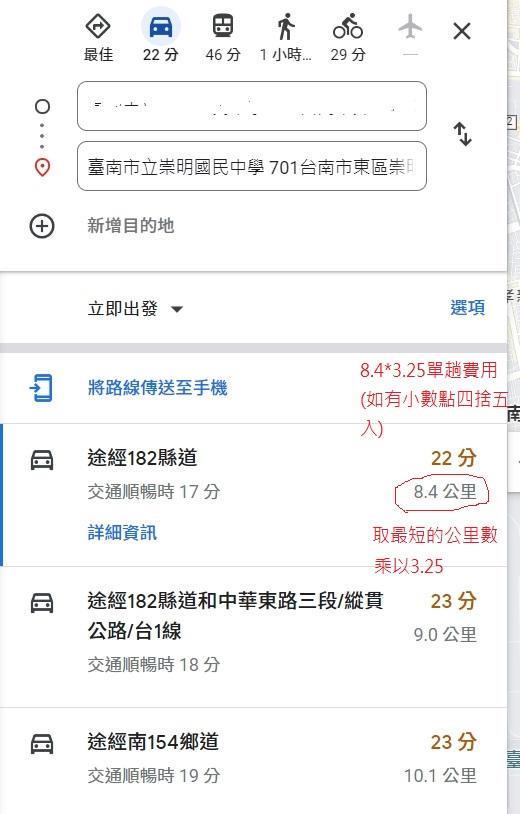 最佳
22 分
46 分
1 小時...
29 分
—
臺南市立崇明國民中學 701台南市東區崇明
新增目的地
立即出發
選項
8.4*3.25單趟費用
(如有小數點四捨五
入)
將路線傳送至手機
途經182縣道
22 分
交通順暢時 17 分
8.4 公里
詳細資訊
取最短的公里數
乘以3.25
途經182縣道和中華東路三段/縱貫
公路/台1線
23 分
9.0 公里
交通順暢時 18 分
途經南154鄉道
23 分
交通順暢時 19 分
10.1 公里
2
南
臺